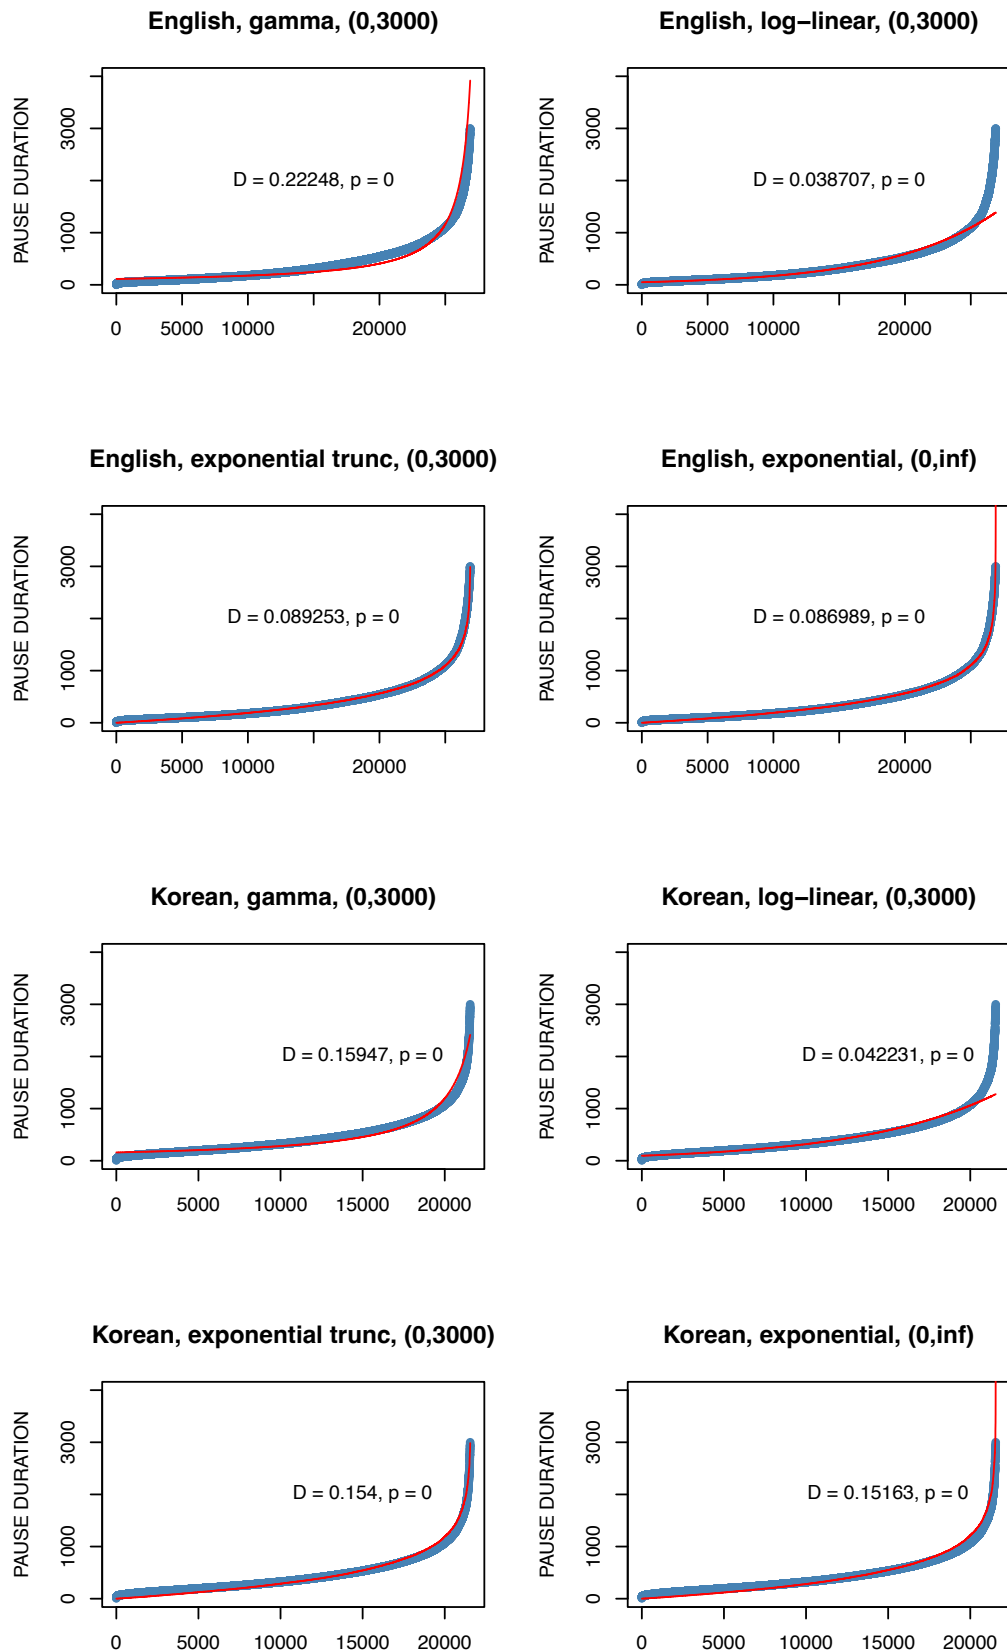 English, gamma, (0,3000)
PAUSE DURATION
3000
1000
0
D = 0.22248, p = 0
0 5000 10000 20000
English, log−linear, (0,3000)
PAUSE DURATION
3000
1000
0
D = 0.038707, p = 0
0 5000 10000 20000
English, exponential trunc, (0,3000)
PAUSE DURATION
3000
1000
0
D = 0.089253, p = 0
0 5000 10000 20000
English, exponential, (0,inf)
PAUSE DURATION
3000
1000
0
D = 0.086989, p = 0
0 5000 10000 20000
Korean, gamma, (0,3000)
PAUSE DURATION
3000
1000
0
D = 0.15947, p = 0
0 5000 10000 15000 20000
Korean, log−linear, (0,3000)
PAUSE DURATION
3000
1000
0
D = 0.042231, p = 0
0 5000 10000 15000 20000
Korean, exponential trunc, (0,3000)
PAUSE DURATION
3000
1000
0
D = 0.154, p = 0
0 5000 10000 15000 20000
Korean, exponential, (0,inf)
PAUSE DURATION
3000
1000
0
D = 0.15163, p = 0
0 5000 10000 15000 20000